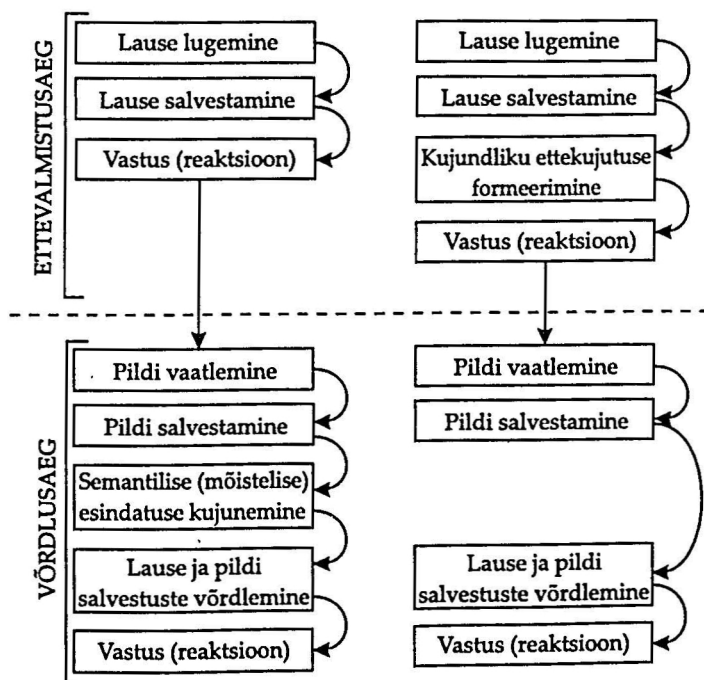 ETTEVALMISTUSAEG
Lause lugemine
Lause salvestamine
Vastus (reaktsioon)
Lause lugemine
Lause salvestamine
Kujundliku ettekujutuse
formeerimine
Vastus (reaktsioon)
VÕRDLUSAEG
Pildi vaatlemine
Pildi salvestamine
Semantilise (mõistelise)
esindatuse kujunemine
Lause ja pildi
salvestuste võrdlemine
Vastus (reaktsioon)
Pildi vaatlemine
Pildi salvestamine
Lause ja pildi
salvestuste võrdlemine
Vastus (reaktsioon)